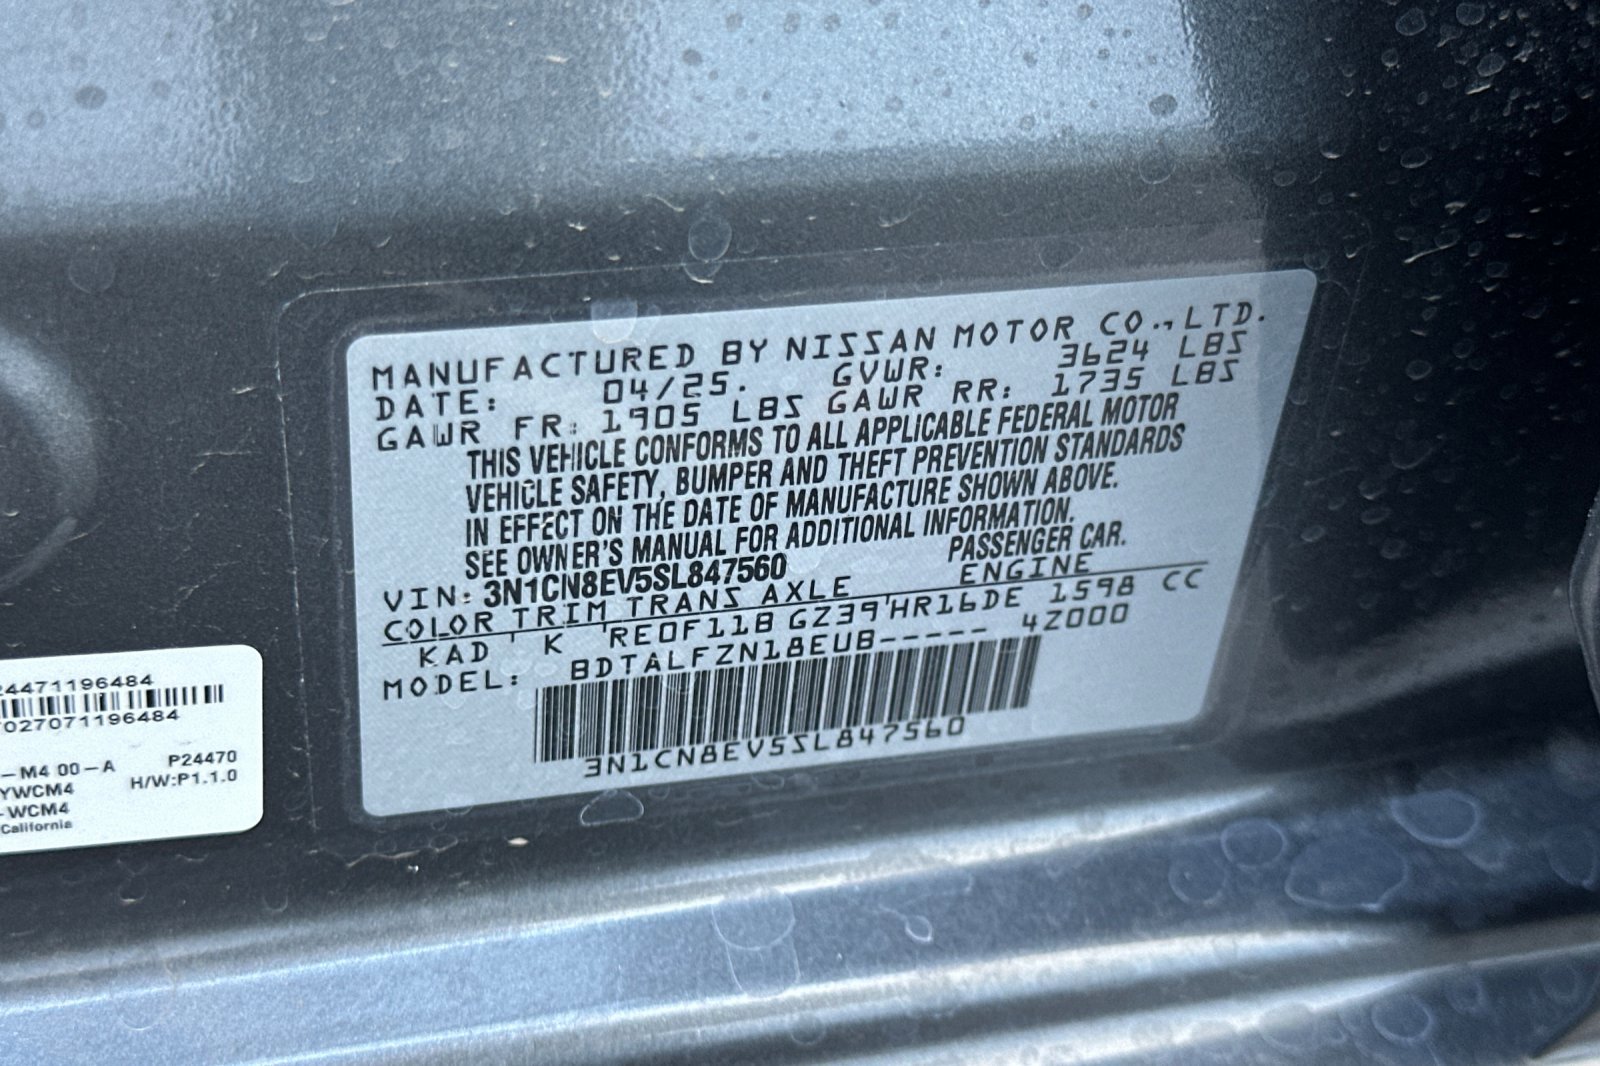 MANUFACTURED BY NISSAN MOTOR CO., LTD.
DATE: 04/25. GVWR: 3624 LBS
GAWR FR: 1905 LBS GAWR RR: 1735 LBS
THIS VEHICLE CONFORMS TO ALL APPLICABLE FEDERAL MOTOR
VEHICLE SAFETY, BUMPER AND THEFT PREVENTION STANDARDS
IN EFFECT ON THE DATE OF MANUFACTURE SHOWN ABOVE.
SEE OWNER'S MANUAL FOR ADDITIONAL INFORMATION.
VIN: 3N1CN8EV5SL847560 PASSENGER CAR.
COLOR TRIM TRANS AXLE ENGINE
KAD K RE0F11B GZ39 HR16DE 1598 CC
MODEL: BDTALFZN18EUB----- 4Z000
3N1CN8EV5SL847560
24471196484
7027071196484
-M4 00-A P24470
YWCM4 H/W:P1.1.0
-WCM4
California